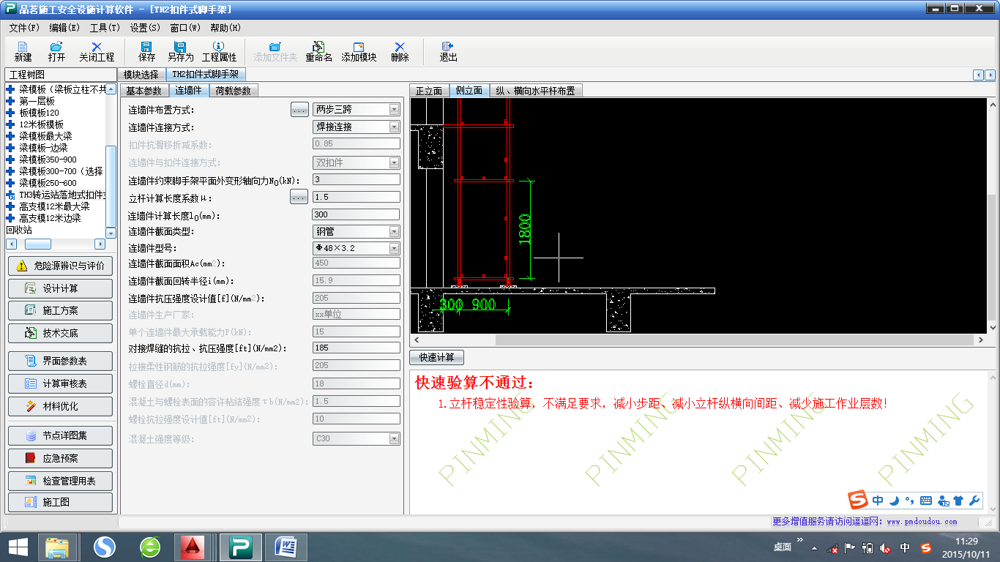 品茗施工安全设施计算软件 - [TH2扣件式脚手架]
文件(F) 编辑(E) 工具(T) 设置(S) 窗口(W) 帮助(H)
新建 打开 关闭工程 保存 另存为 工程属性 添加文件夹 重命名 添加模块 删除 退出
工程树图
模块选择 TH2扣件式脚手架
梁模板（梁板立柱不共
第一层板
板模板120
12米板模板
梁模板最大梁
梁模板-边梁
梁模板350-900
梁模板300-700（选择
梁模板250-600
TH3转运站落地式扣件支
高支模12米最大梁
高支模12米边梁
回收站
危险源辨识与评价
设计计算
施工方案
技术交底
界面参数表
计算审核表
材料优化
节点详图集
应急预案
检查管理用表
施工图
基本参数 连墙件 荷载参数
连墙件布置方式: ... 两步三跨
连墙件连接方式: 焊接连接
扣件抗滑移折减系数: 0.85
连墙件与扣件连接方式: 双扣件
连墙件约束脚手架平面外变形轴向力N0(kN): 3
立杆计算长度系数μ: ... 1.5
连墙件计算长度l0(mm): 300
连墙件截面类型: 钢管
连墙件型号: Φ48×3.2
连墙件截面面积Ac(mm2): 450
连墙件截面回转半径i(mm): 15.9
连墙件抗压强度设计值[f](N/mm2): 205
连墙件生产厂家: xx单位
单个连墙件最大承载能力P(kN): 15
对接焊缝的抗拉、抗压强度[ft](N/mm2): 185
拉接柔性钢筋的抗拉强度[fy](N/mm2): 205
螺栓直径d(mm): 18
混凝土与螺栓表面的容许粘结强度τb(N/mm2): 1.5
螺栓抗拉强度设计值[ft](N/mm2): 10
混凝土强度等级: C30
正立面 侧立面 纵、横向水平杆布置
1800
300 900
快速计算
快速验算不通过:
1.立杆稳定性验算，不满足要求，减小步距、减小立杆纵横向间距、减少施工作业层数!
PINMING PINMING PINMING PINMING
中
更多增值服务请访问逗逗网: www.pmdoudou.com
桌面
中
11:29
2015/10/11